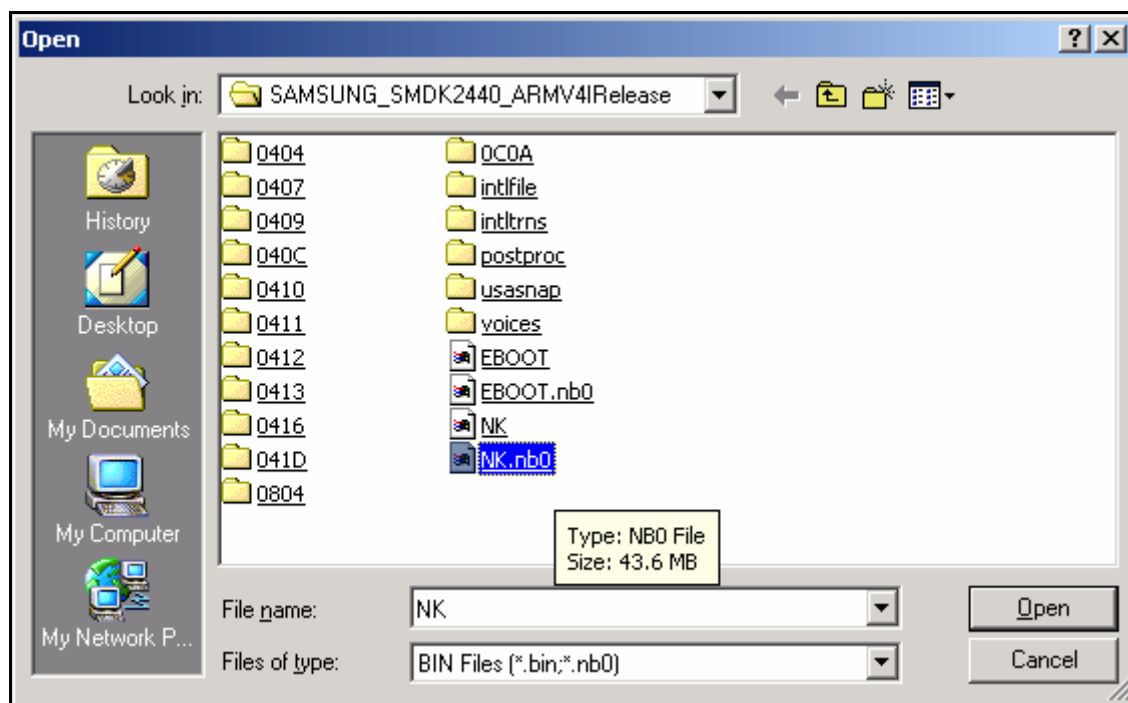 Open
Look in:
SAMSUNG_SMDK2440_ARMV4IRelease
History
Desktop
My Documents
My Computer
My Network P...
0404
0407
0409
040C
0410
0411
0412
0413
0416
041D
0804
0C0A
intlfile
intltrns
postproc
usasnap
voices
EBOOT
EBOOT.nb0
NK
NK.nb0
Type: NB0 File
Size: 43.6 MB
File name:
NK
Open
Files of type:
BIN Files (*.bin;*.nb0)
Cancel